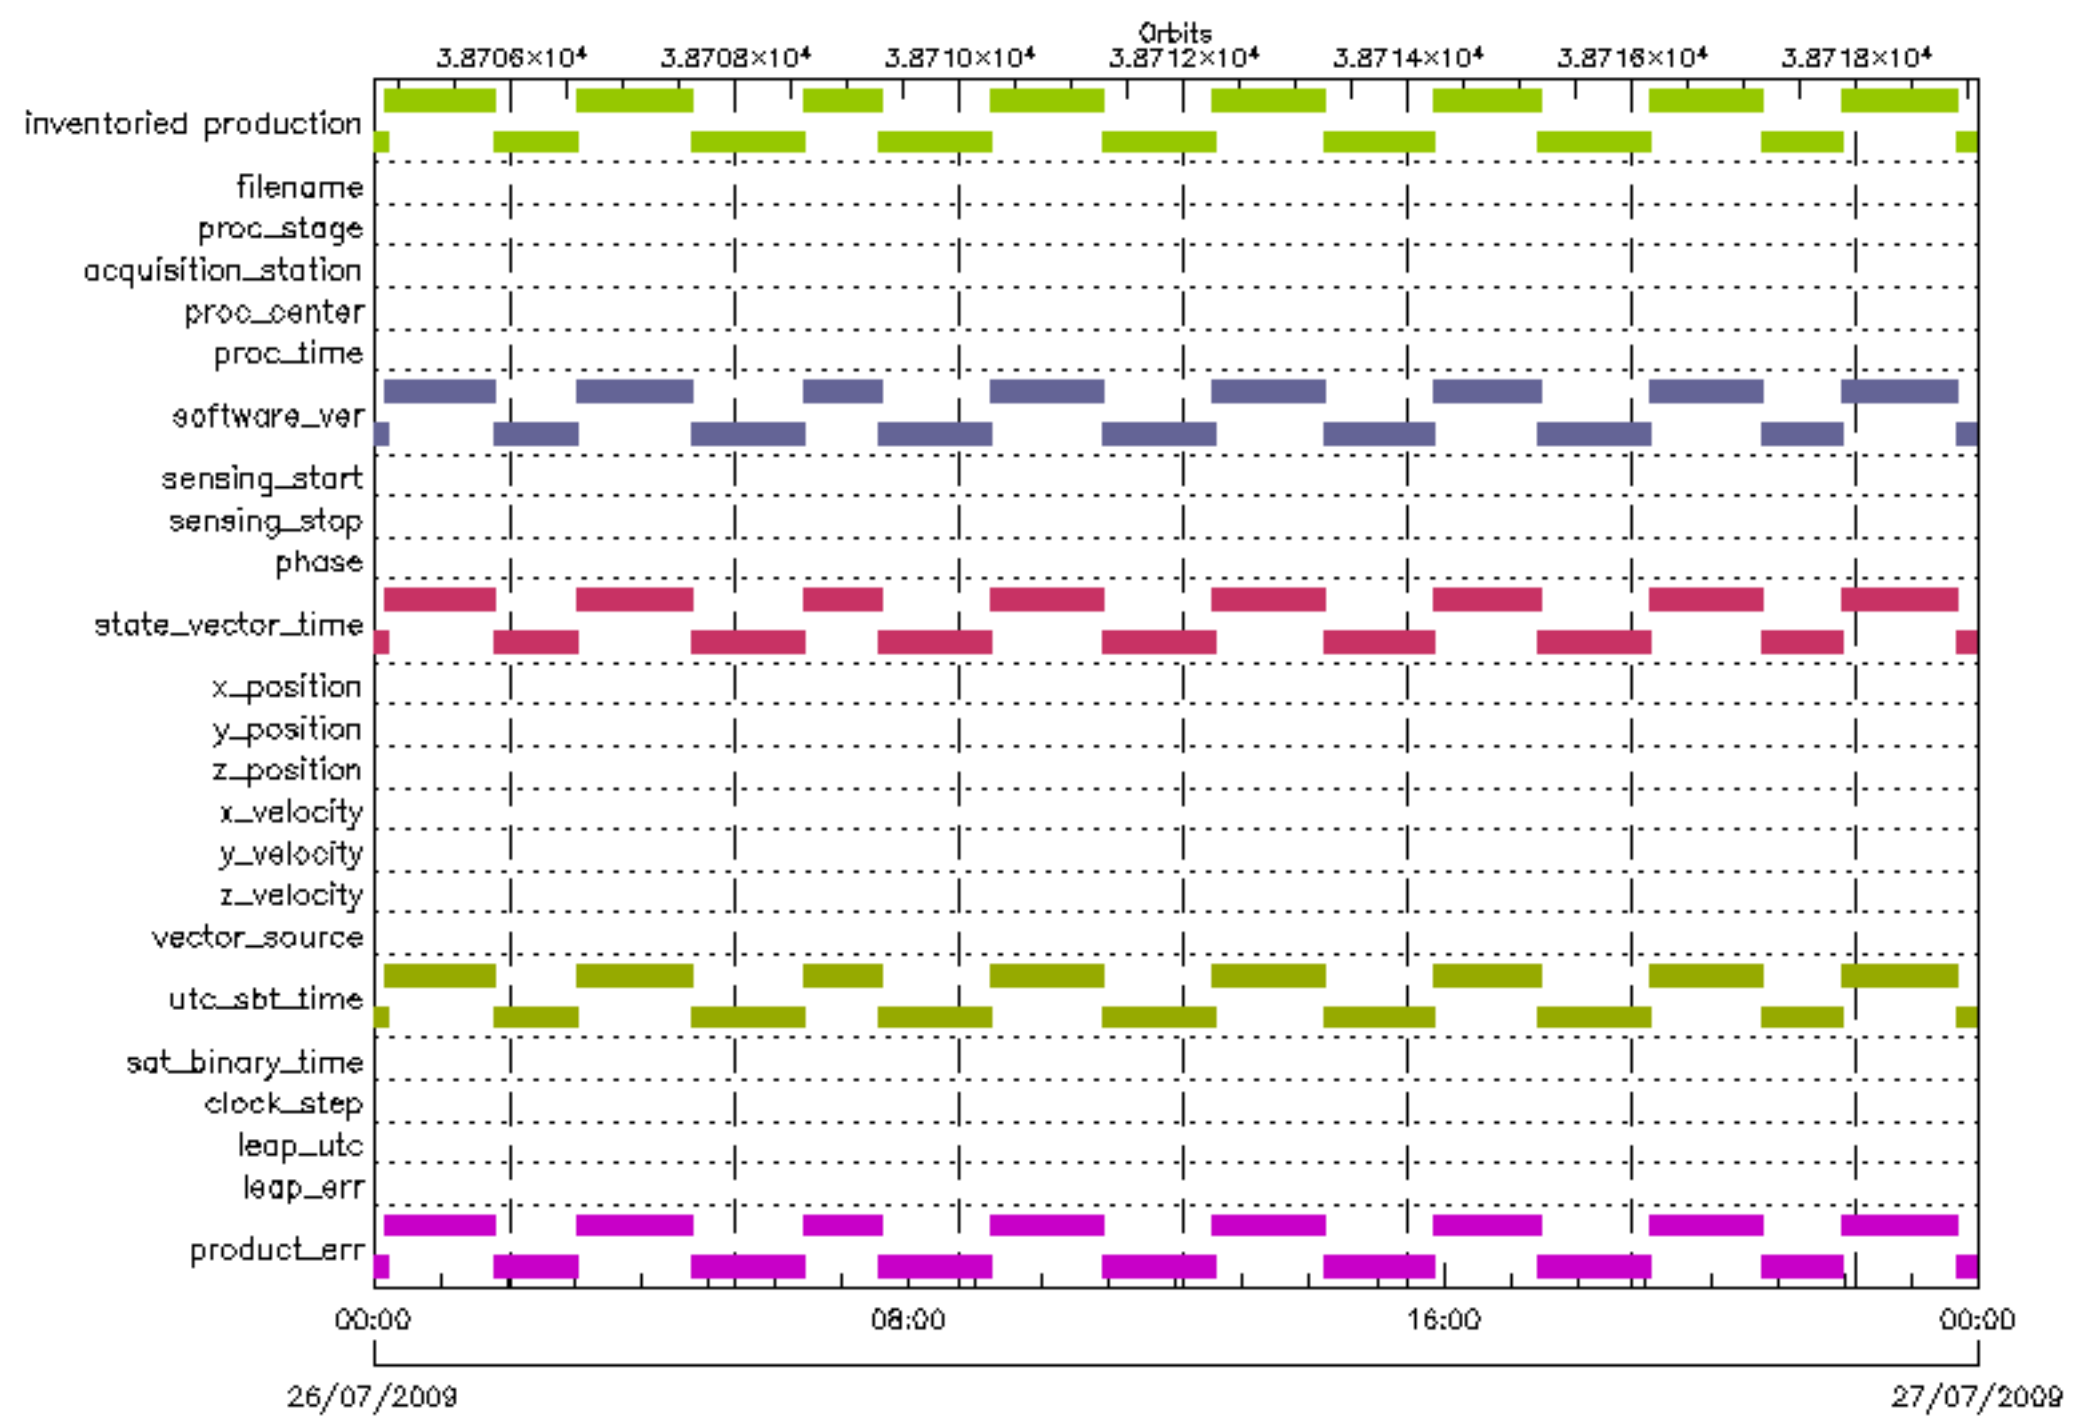 Orbits
3.8706×10⁴ 3.8708×10⁴ 3.8710×10⁴ 3.8712×10⁴ 3.8714×10⁴ 3.8716×10⁴ 3.8718×10⁴
inventoried production
filename
proc_stage
acquisition_station
proc_center
proc_time
software_ver
sensing_start
sensing_stop
phase
state_vector_time
x_position
y_position
z_position
x_velocity
y_velocity
z_velocity
vector_source
utc_sbt_time
sat_binary_time
clock_step
leap_utc
leap_err
product_err
00:00 08:00 16:00 00:00
26/07/2009 27/07/2009